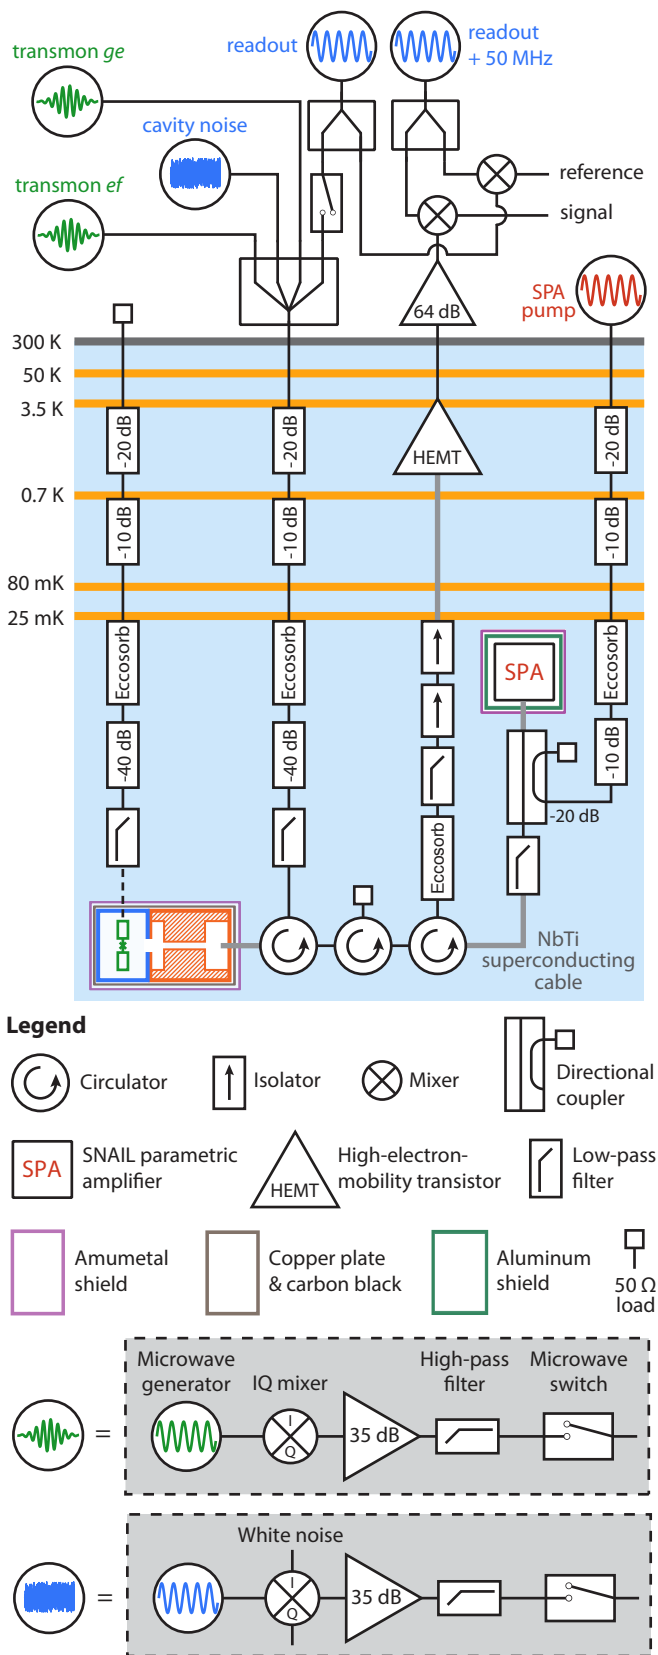 transmon ge
readout
readout
+ 50 MHz
cavity noise
transmon ef
reference
signal
64 dB
SPA
pump
300 K
50 K
3.5 K
0.7 K
80 mK
25 mK
-20 dB
-20 dB
HEMT
-20 dB
-10 dB
-10 dB
-10 dB
Eccosorb
Eccosorb
SPA
Eccosorb
-40 dB
-40 dB
-10 dB
-20 dB
Eccosorb
NbTi
superconducting
cable
Legend
Circulator
Isolator
Mixer
Directional
coupler
SPA
SNAIL parametric
amplifier
HEMT
High-electron-
mobility transistor
Low-pass
filter
Amumetal
shield
Copper plate
& carbon black
Aluminum
shield
50 Ω
load
Microwave
generator
IQ mixer
High-pass
filter
Microwave
switch
=
I
Q
35 dB
White noise
=
I
Q
35 dB